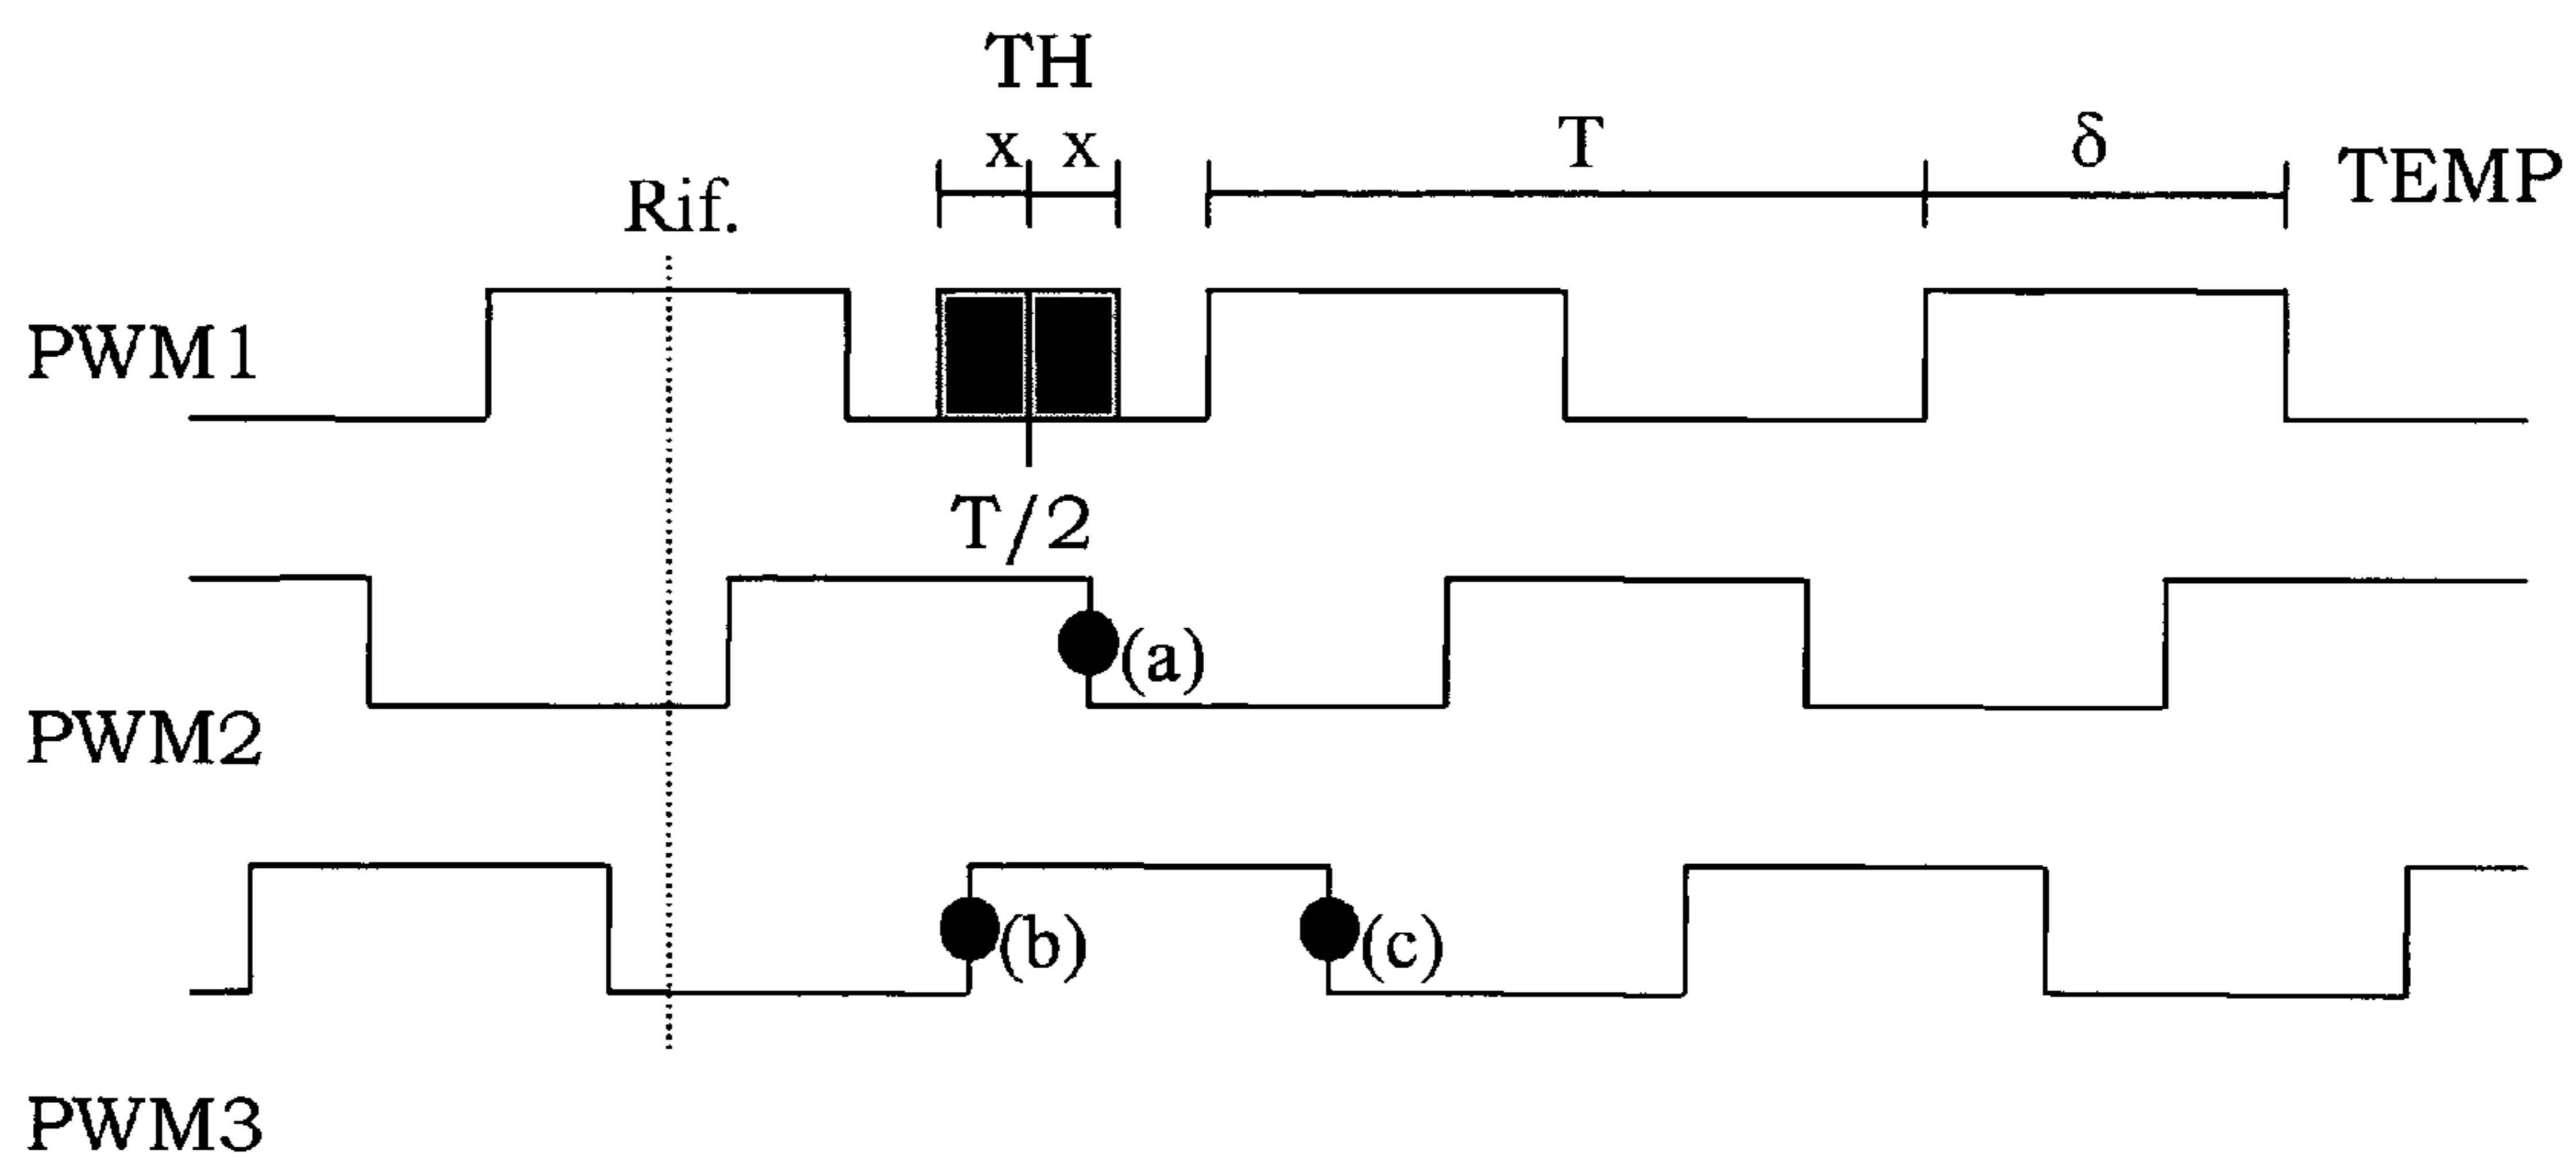 TH
x x
T
δ
TEMP
Rif.
PWM1
T/2
(a)
PWM2
(b)
(c)
PWM3